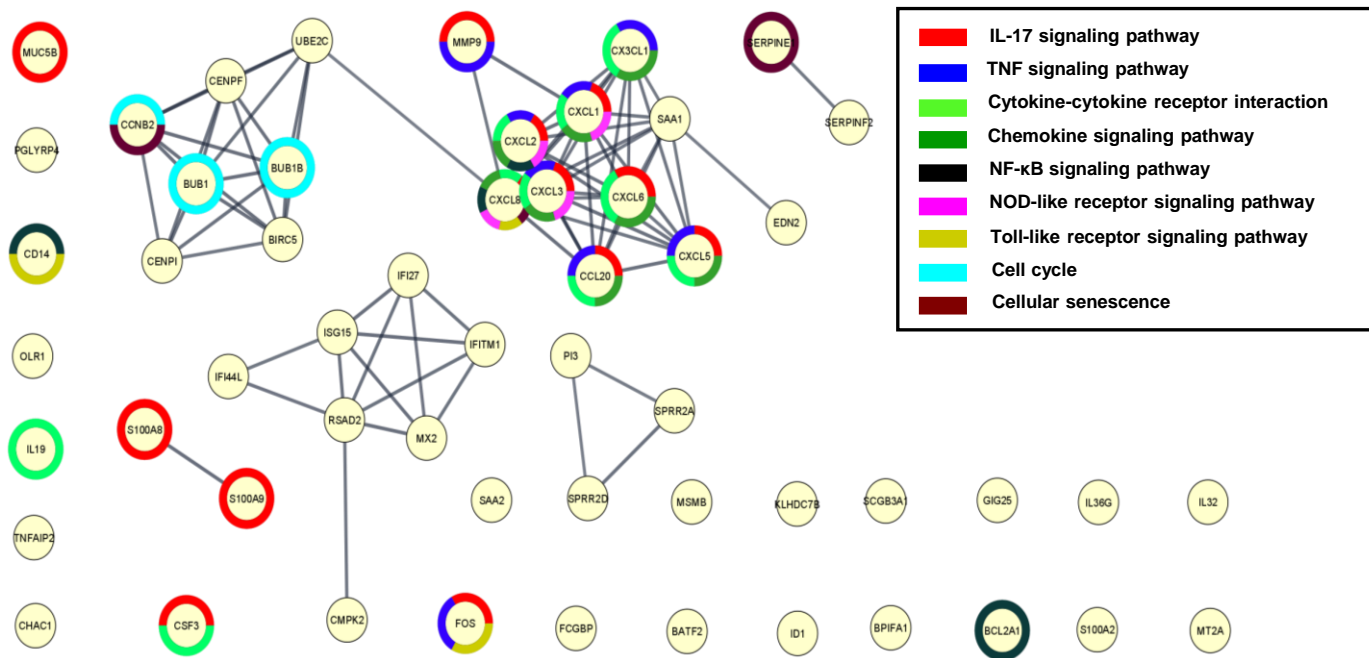 UBE2C
MMP9
CX3CL1
SERPINE1
MUC5B
CENPF
CXCL1
SAA1
SERPINF2
CCNB2
CXCL2
PGLYRP4
BUB1B
BUB1
CXCL8
CXCL3
CXCL6
EDN2
BIRC5
CENPI
CXCL5
CD14
CCL20
IFI27
ISG15
IFITM1
OLR1
PI3
IFI44L
SPRR2A
RSAD2
MX2
S100A8
IL19
S100A9
SAA2
SPRR2D
MSMB
KLHDC7B
SCGB3A1
GIG25
IL36G
IL32
TNFAIP2
CHAC1
CSF3
CMPK2
FOS
FCGBP
BATF2
ID1
BPIFA1
BCL2A1
S100A2
MT2A
IL-17 signaling pathway
TNF signaling pathway
Cytokine-cytokine receptor interaction
Chemokine signaling pathway
NF-κB signaling pathway
NOD-like receptor signaling pathway
Toll-like receptor signaling pathway
Cell cycle
Cellular senescence